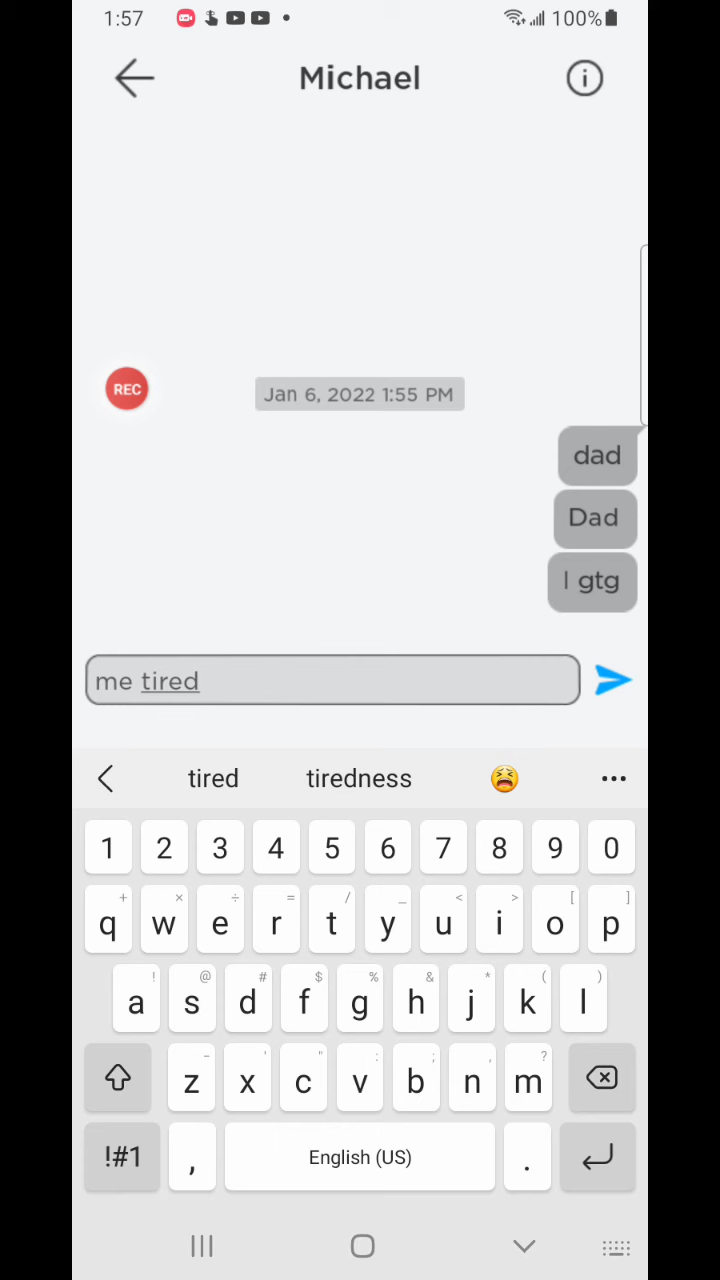 1:57 100%
Michael
REC
Jan 6, 2022 1:55 PM
dad
Dad
I gtg
me tired
tired tiredness
1 2 3 4 5 6 7 8 9 0
+ × ÷ = / _ < > [ ]
q w e r t y u i o p
! @ # $ % & * ( )
a s d f g h j k l
- ' " : ; , ?
z x c v b n m
!#1 , English (US) .